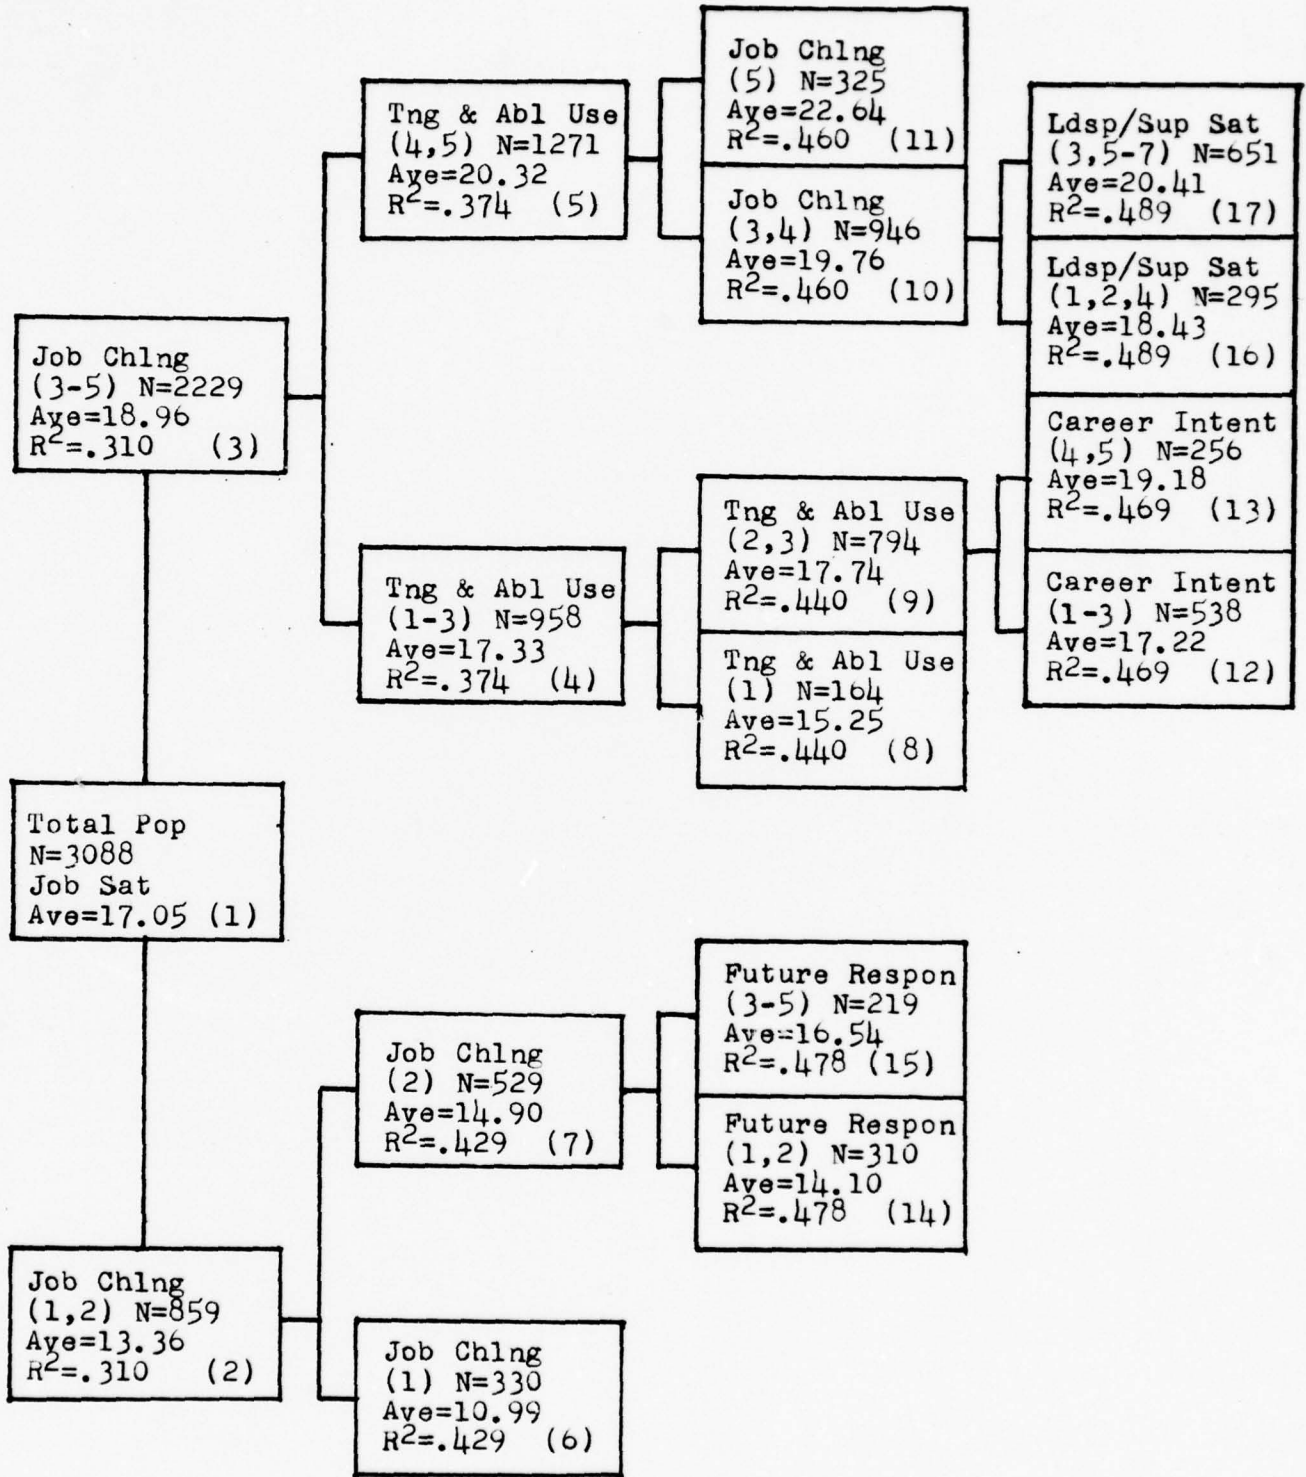 Job Chlng
(5) N=325
Ave=22.64
R²=.460 (11)
Tng & Abl Use
(4,5) N=1271
Ave=20.32
R²=.374 (5)
Ldsp/Sup Sat
(3,5-7) N=651
Ave=20.41
R²=.489 (17)
Job Chlng
(3,4) N=946
Ave=19.76
R²=.460 (10)
Ldsp/Sup Sat
(1,2,4) N=295
Ave=18.43
R²=.489 (16)
Job Chlng
(3-5) N=2229
Ave=18.96
R²=.310 (3)
Career Intent
(4,5) N=256
Ave=19.18
R²=.469 (13)
Tng & Abl Use
(2,3) N=794
Ave=17.74
R²=.440 (9)
Tng & Abl Use
(1-3) N=958
Ave=17.33
R²=.374 (4)
Career Intent
(1-3) N=538
Ave=17.22
R²=.469 (12)
Tng & Abl Use
(1) N=164
Ave=15.25
R²=.440 (8)
Total Pop
N=3088
Job Sat
Ave=17.05 (1)
Future Respon
(3-5) N=219
Ave=16.54
R²=.478 (15)
Job Chlng
(2) N=529
Ave=14.90
R²=.429 (7)
Future Respon
(1,2) N=310
Ave=14.10
R²=.478 (14)
Job Chlng
(1,2) N=859
Ave=13.36
R²=.310 (2)
Job Chlng
(1) N=330
Ave=10.99
R²=.429 (6)